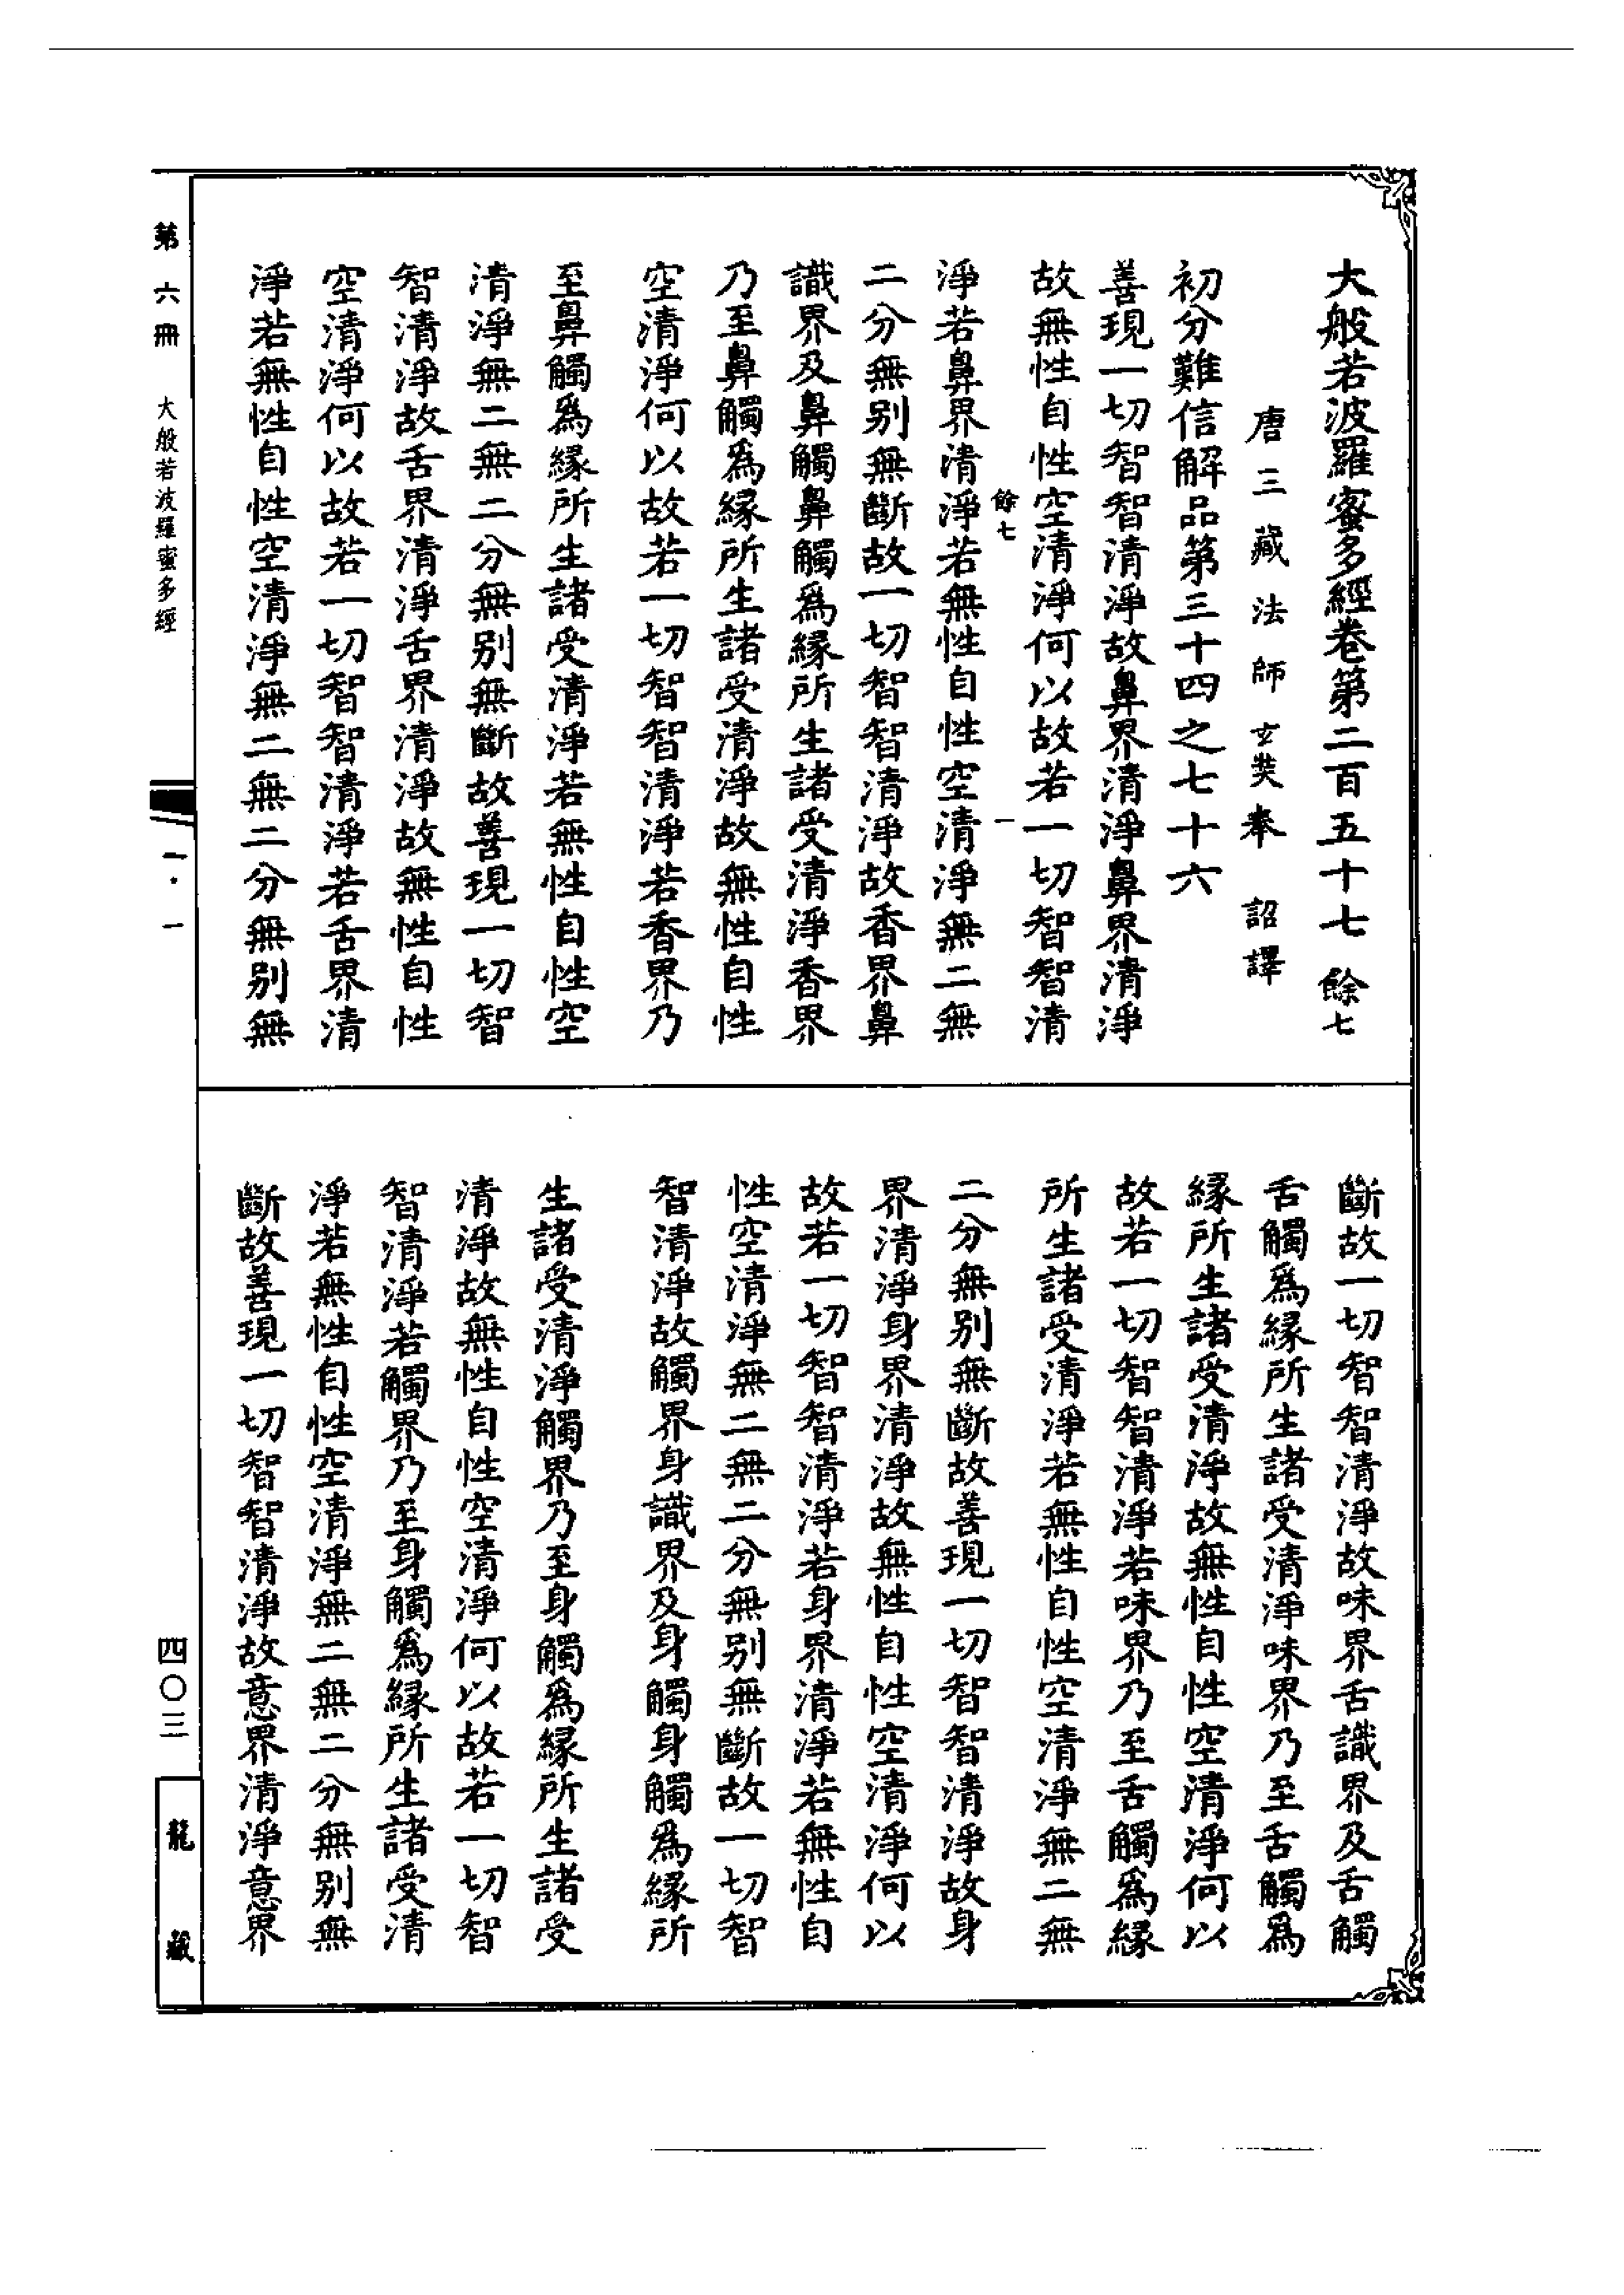 大般若波羅蜜多經卷第二百五十七 餘七
唐三藏法師玄奘奉 詔譯
初分難信解品第三十四之七十六
善現一切智智清淨故鼻界清淨鼻界清淨
故無性自性空清淨何以故若一切智智清
餘七 一
淨若鼻界清淨若無性自性空清淨無二無
二分無別無斷故一切智智清淨故香界鼻
識界及鼻觸鼻觸爲緣所生諸受清淨香界
乃至鼻觸爲緣所生諸受清淨故無性自性
空清淨何以故若一切智智清淨若香界乃
至鼻觸爲緣所生諸受清淨若無性自性空
清淨無二無二分無別無斷故善現一切智
智清淨故舌界清淨舌界清淨故無性自性
空清淨何以故若一切智智清淨若舌界清
淨若無性自性空清淨無二無二分無別無
斷故一切智智清淨故味界舌識界及舌觸
舌觸爲緣所生諸受清淨味界乃至舌觸爲
緣所生諸受清淨故無性自性空清淨何以
故若一切智智清淨若味界乃至舌觸爲緣
所生諸受清淨若無性自性空清淨無二無
二分無別無斷故善現一切智智清淨故身
界清淨身界清淨故無性自性空清淨何以
故若一切智智清淨若身界清淨若無性自
性空清淨無二無二分無別無斷故一切智
智清淨故觸界身識界及身觸身觸爲緣所
生諸受清淨觸界乃至身觸爲緣所生諸受
清淨故無性自性空清淨何以故若一切智
智清淨若觸界乃至身觸爲緣所生諸受清
淨若無性自性空清淨無二無二分無別無
斷故善現一切智智清淨故意界清淨意界
第六冊 大般若波羅蜜多經
一·一
四〇三
龍藏